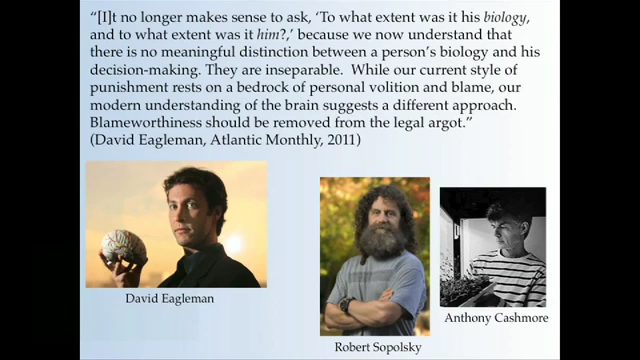 “[I]t no longer makes sense to ask, ‘To what extent was it his biology,
and to what extent was it him?,’ because we now understand that
there is no meaningful distinction between a person’s biology and his
decision-making. They are inseparable. While our current style of
punishment rests on a bedrock of personal volition and blame, our
modern understanding of the brain suggests a different approach.
Blameworthiness should be removed from the legal argot.”
(David Eagleman, Atlantic Monthly, 2011)
David Eagleman
Robert Sopolsky
Anthony Cashmore